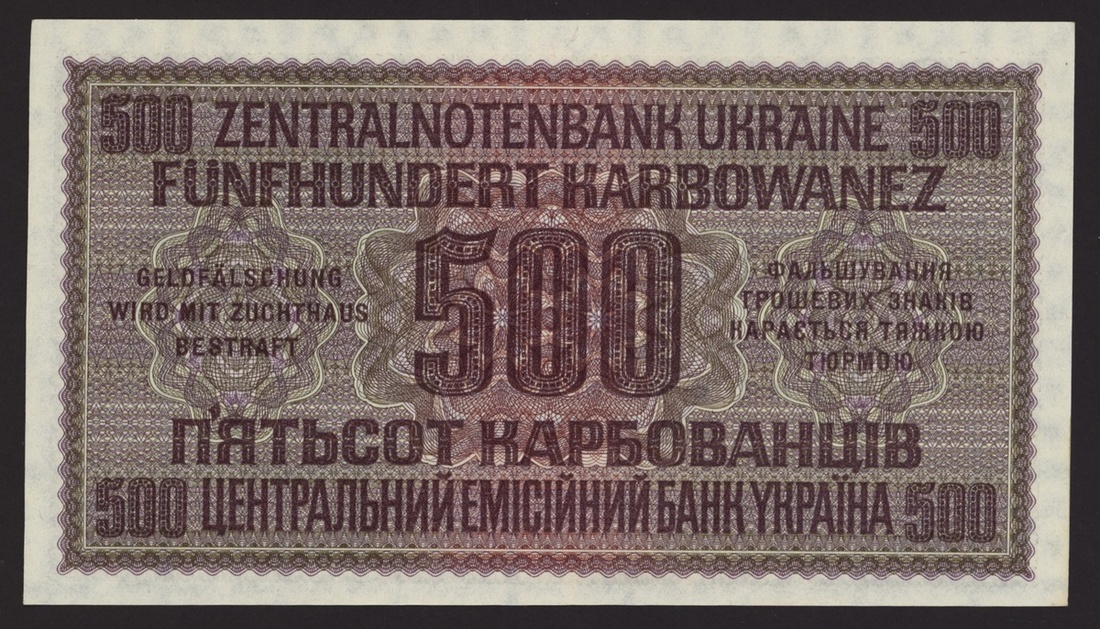 500 ZENTRALNOTENBANK UKRAINE 500
FÜNFHUNDERT KARBOWANEZ
GELDFÄLSCHUNG
WIRD MIT ZUCHTHAUS
BESTRAFT
500
ФАЛЬШУВАННЯ
ГРОШЕВИХ ЗНАКІВ
КАРАЄТЬСЯ ТЯЖКОЮ
ТЮРМОЮ
П'ЯТЬСОТ КАРБОВАНЦІВ
500 ЦЕНТРАЛЬНИЙ ЕМІСІЙНИЙ БАНК УКРАЇНА 500